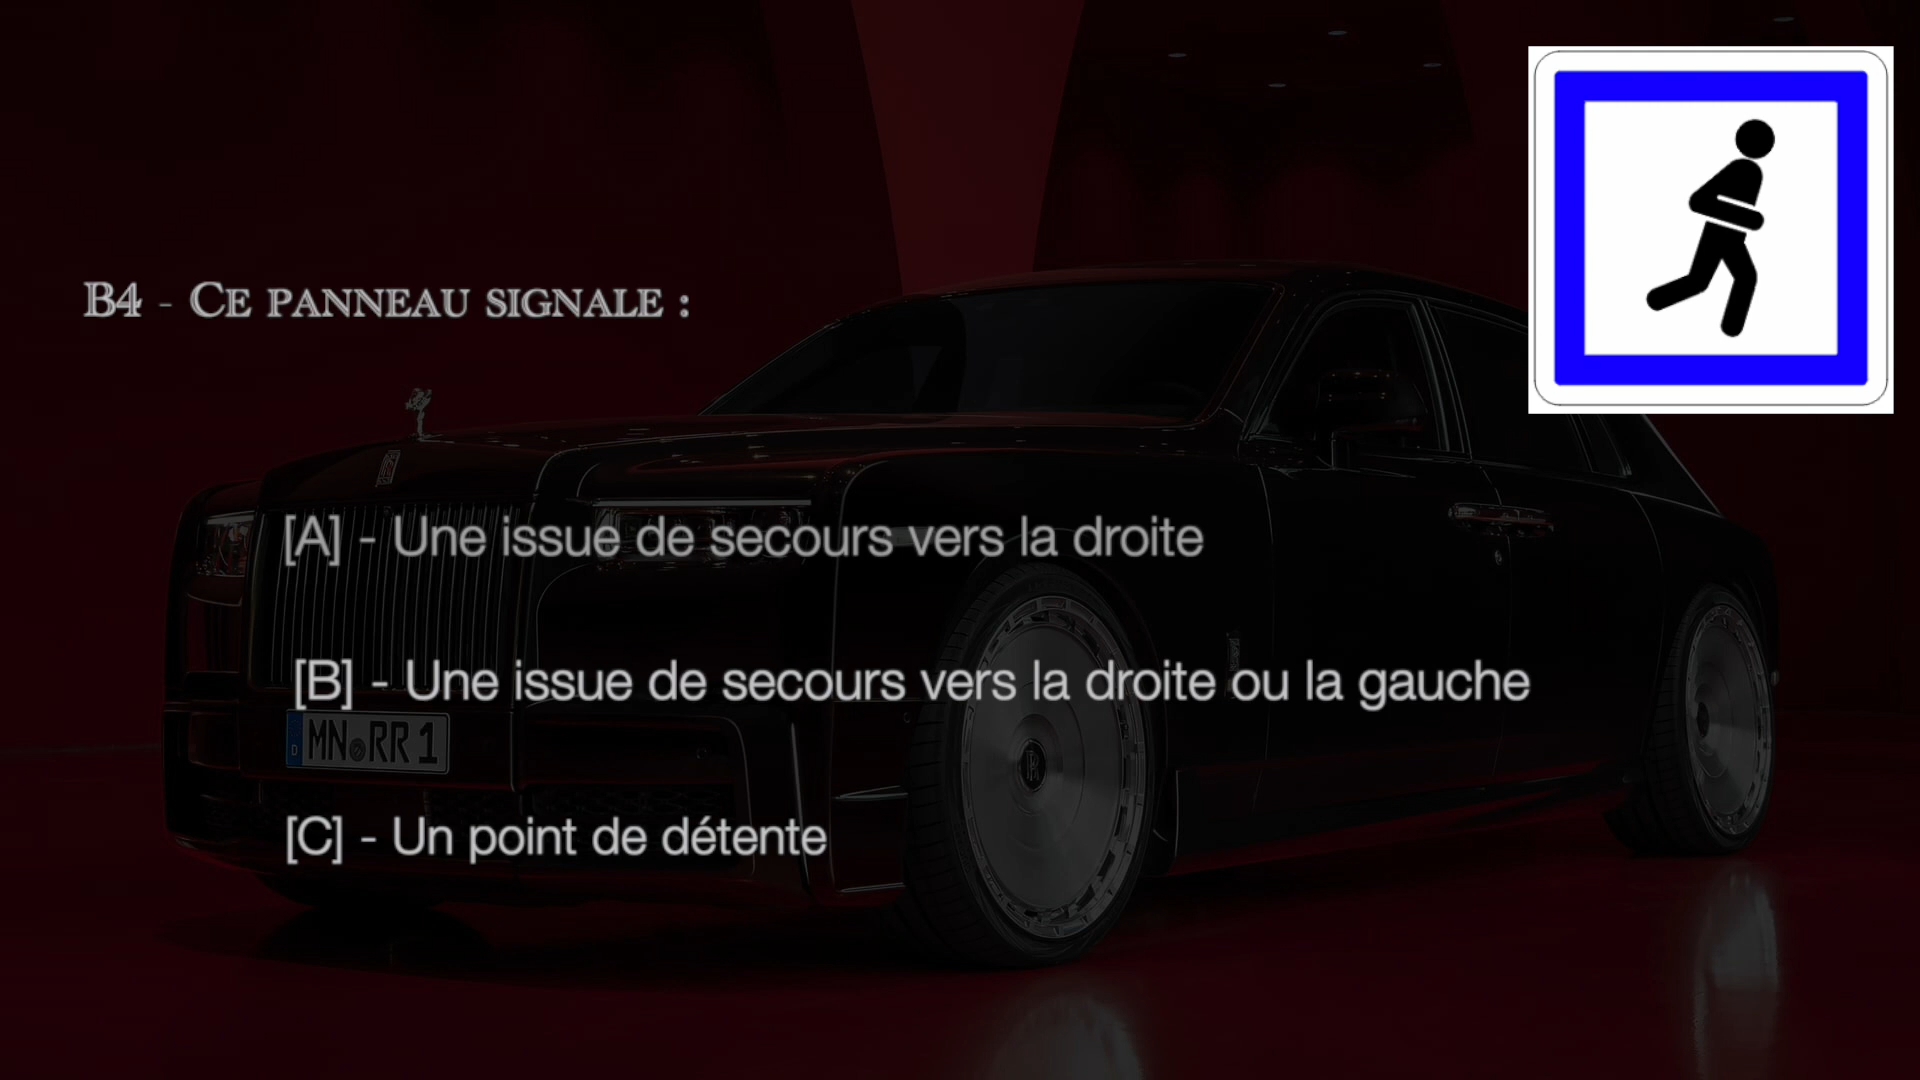 B4 - Ce panneau signale :
[A] - Une issue de secours vers la droite
[B] - Une issue de secours vers la droite ou la gauche
D MN RR 1
[C] - Un point de détente